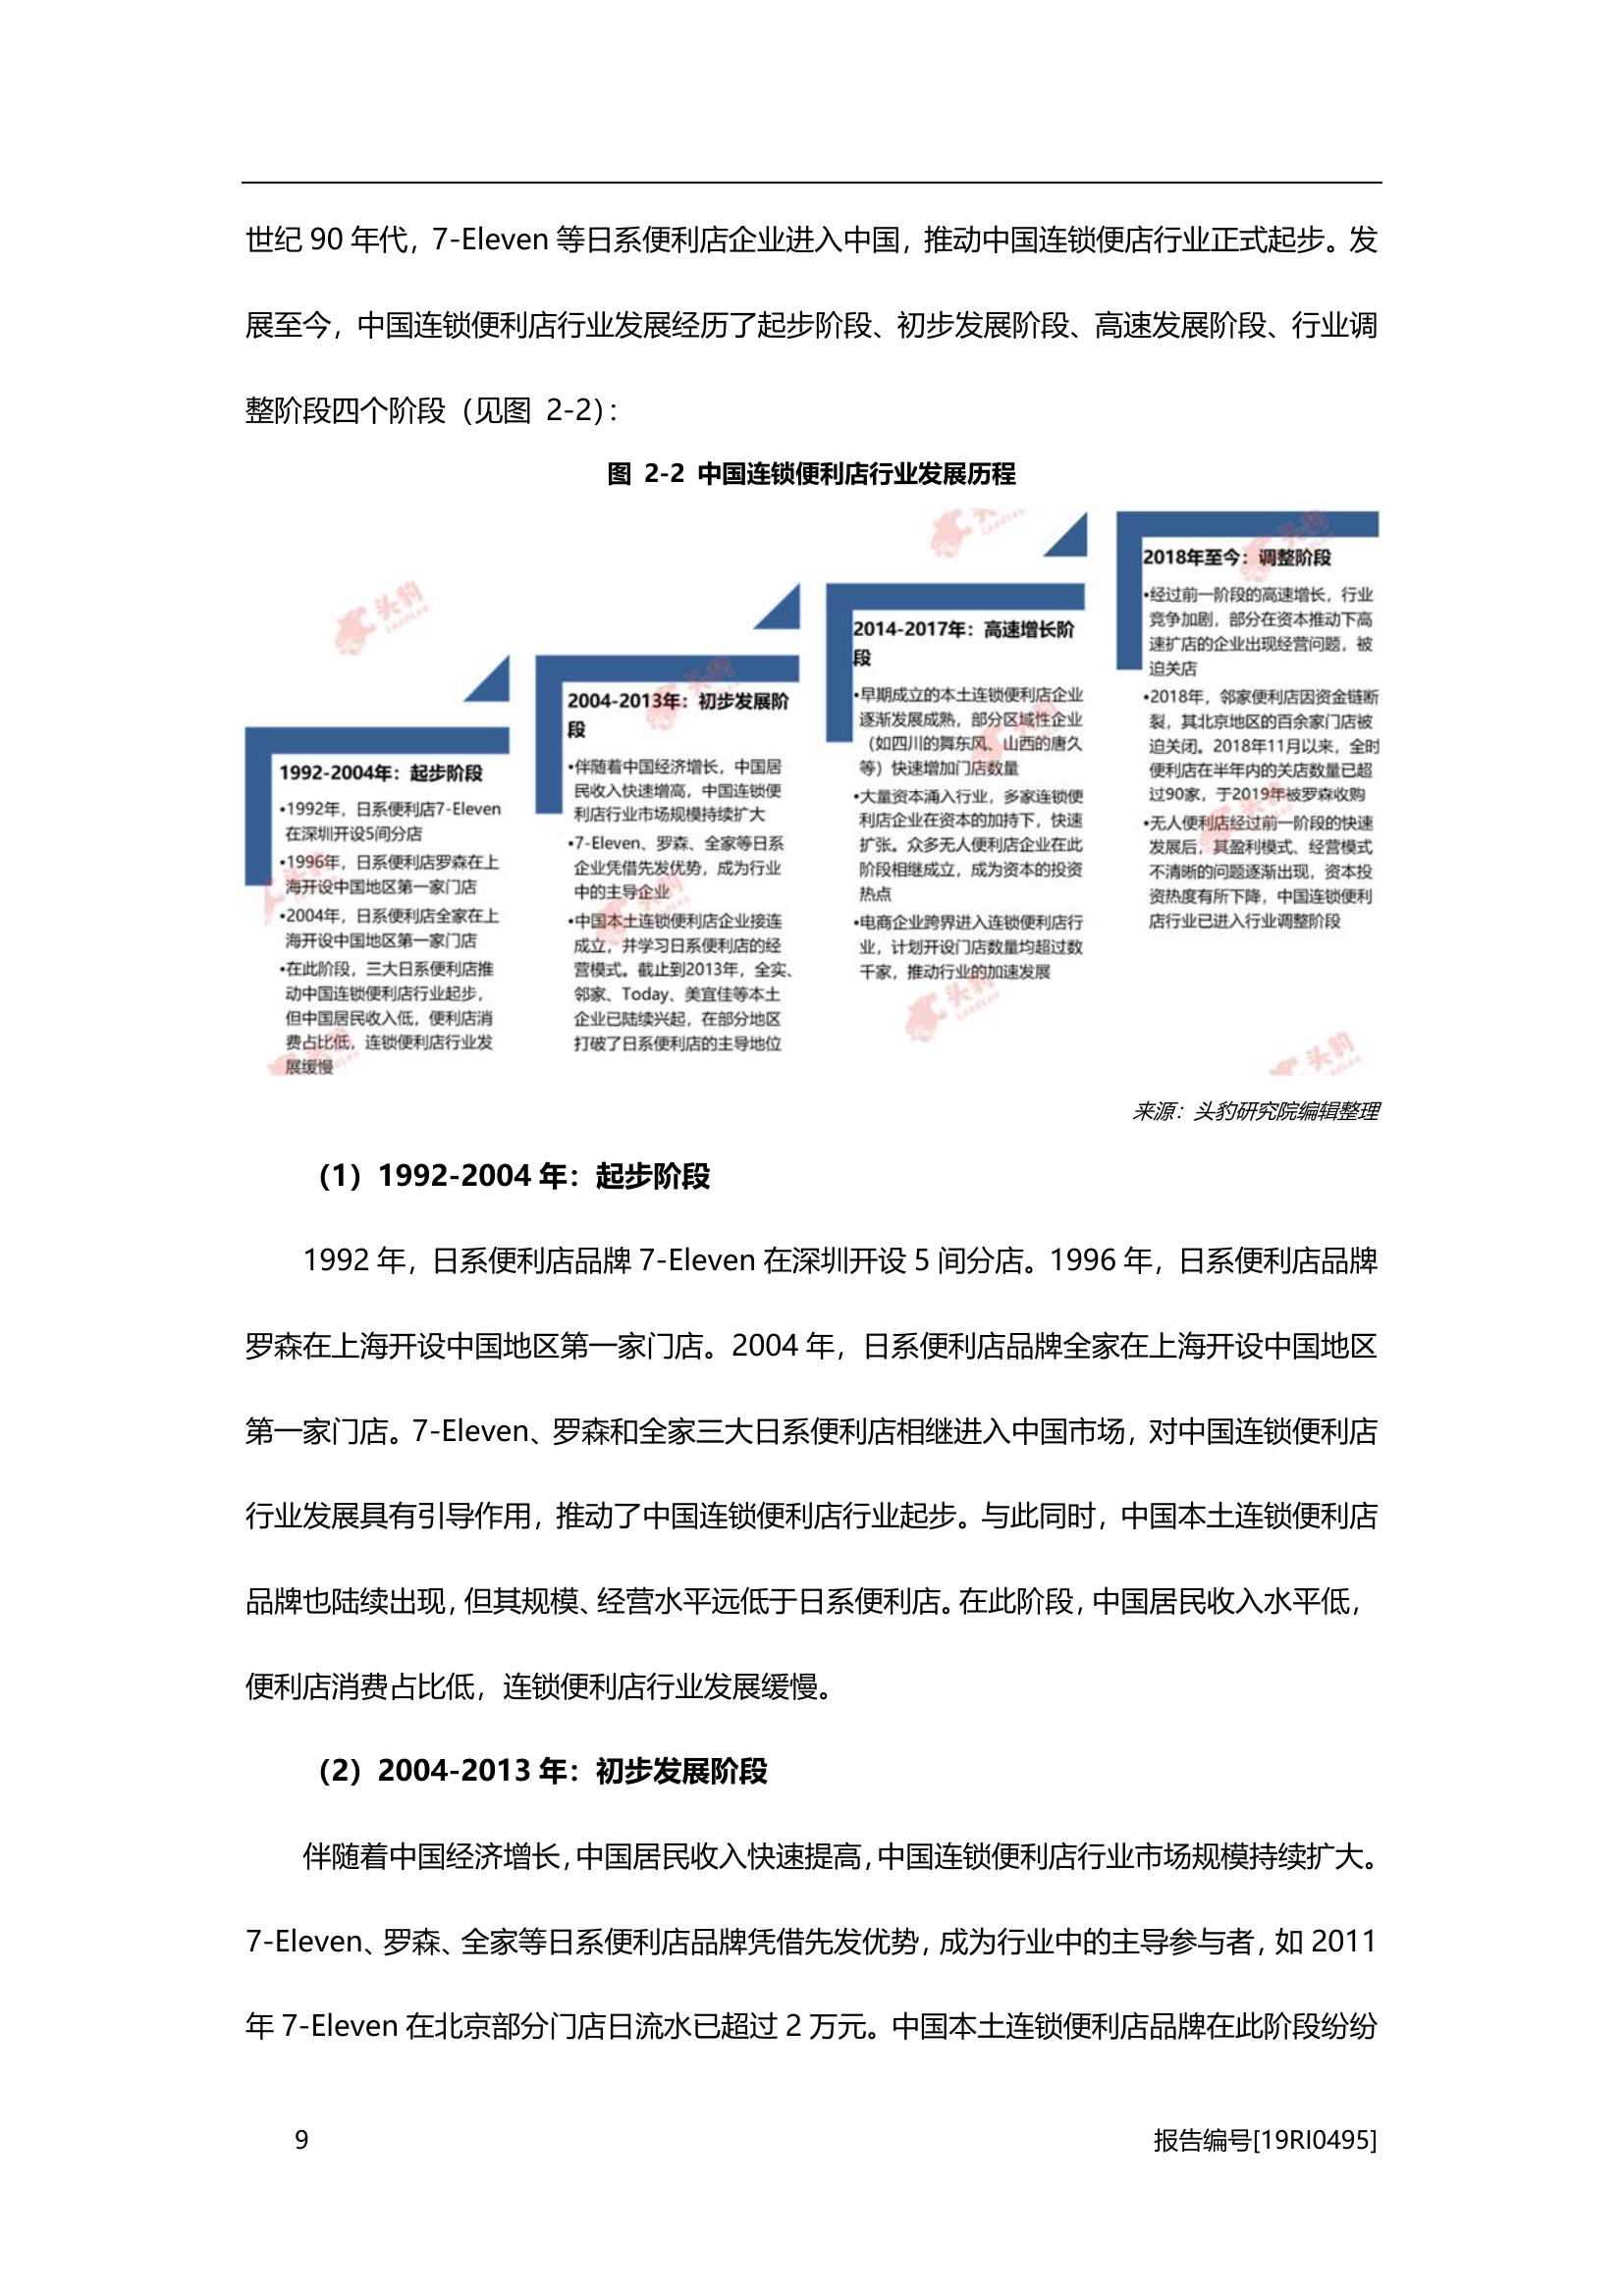 世纪 90 年代，7-Eleven 等日系便利店企业进入中国，推动中国连锁便店行业正式起步。发
展至今，中国连锁便利店行业发展经历了起步阶段、初步发展阶段、高速发展阶段、行业调
整阶段四个阶段（见图 2-2）：
图 2-2 中国连锁便利店行业发展历程
1992-2004年：起步阶段
•1992年，日系便利店7-Eleven
在深圳开设5间分店
•1996年，日系便利店罗森在上
海开设中国地区第一家门店
•2004年，日系便利店全家在上
海开设中国地区第一家门店
•在此阶段，三大日系便利店推
动中国连锁便利店行业起步，
但中国居民收入低，便利店消
费占比低，连锁便利店行业发
展缓慢
2004-2013年：初步发展阶
段
•伴随着中国经济增长，中国居
民收入快速增高，中国连锁便
利店行业市场规模持续扩大
•7-Eleven、罗森、全家等日系
企业凭借先发优势，成为行业
中的主导企业
•中国本土连锁便利店企业接连
成立，并学习日系便利店的经
营模式。截止到2013年，全实、
邻家、Today、美宜佳等本土
企业已陆续兴起，在部分地区
打破了日系便利店的主导地位
2014-2017年：高速增长阶
段
•早期成立的本土连锁便利店企业
逐渐发展成熟，部分区域性企业
（如四川的舞东风、山西的唐久
等）快速增加门店数量
•大量资本涌入行业，多家连锁便
利店企业在资本的加持下，快速
扩张。众多无人便利店企业在此
阶段相继成立，成为资本的投资
热点
•电商企业跨界进入连锁便利店行
业，计划开设门店数量均超过数
千家，推动行业的加速发展
2018年至今：调整阶段
•经过前一阶段的高速增长，行业
竞争加剧，部分在资本推动下高
速扩店的企业出现经营问题，被
迫关店
•2018年，邻家便利店因资金链断
裂，其北京地区的百余家门店被
迫关闭。2018年11月以来，全时
便利店在半年内的关店数量已超
过90家，于2019年被罗森收购
•无人便利店经过前一阶段的快速
发展后，其盈利模式、经营模式
不清晰的问题逐渐出现，资本投
资热度有所下降，中国连锁便利
店行业已进入行业调整阶段
头豹
LeadLeo
来源：头豹研究院编辑整理
（1）1992-2004 年：起步阶段
1992 年，日系便利店品牌 7-Eleven 在深圳开设 5 间分店。1996 年，日系便利店品牌
罗森在上海开设中国地区第一家门店。2004 年，日系便利店品牌全家在上海开设中国地区
第一家门店。7-Eleven、罗森和全家三大日系便利店相继进入中国市场，对中国连锁便利店
行业发展具有引导作用，推动了中国连锁便利店行业起步。与此同时，中国本土连锁便利店
品牌也陆续出现，但其规模、经营水平远低于日系便利店。在此阶段，中国居民收入水平低，
便利店消费占比低，连锁便利店行业发展缓慢。
（2）2004-2013 年：初步发展阶段
伴随着中国经济增长，中国居民收入快速提高，中国连锁便利店行业市场规模持续扩大。
7-Eleven、罗森、全家等日系便利店品牌凭借先发优势，成为行业中的主导参与者，如 2011
年 7-Eleven 在北京部分门店日流水已超过 2 万元。中国本土连锁便利店品牌在此阶段纷纷
9
报告编号[19RI0495]